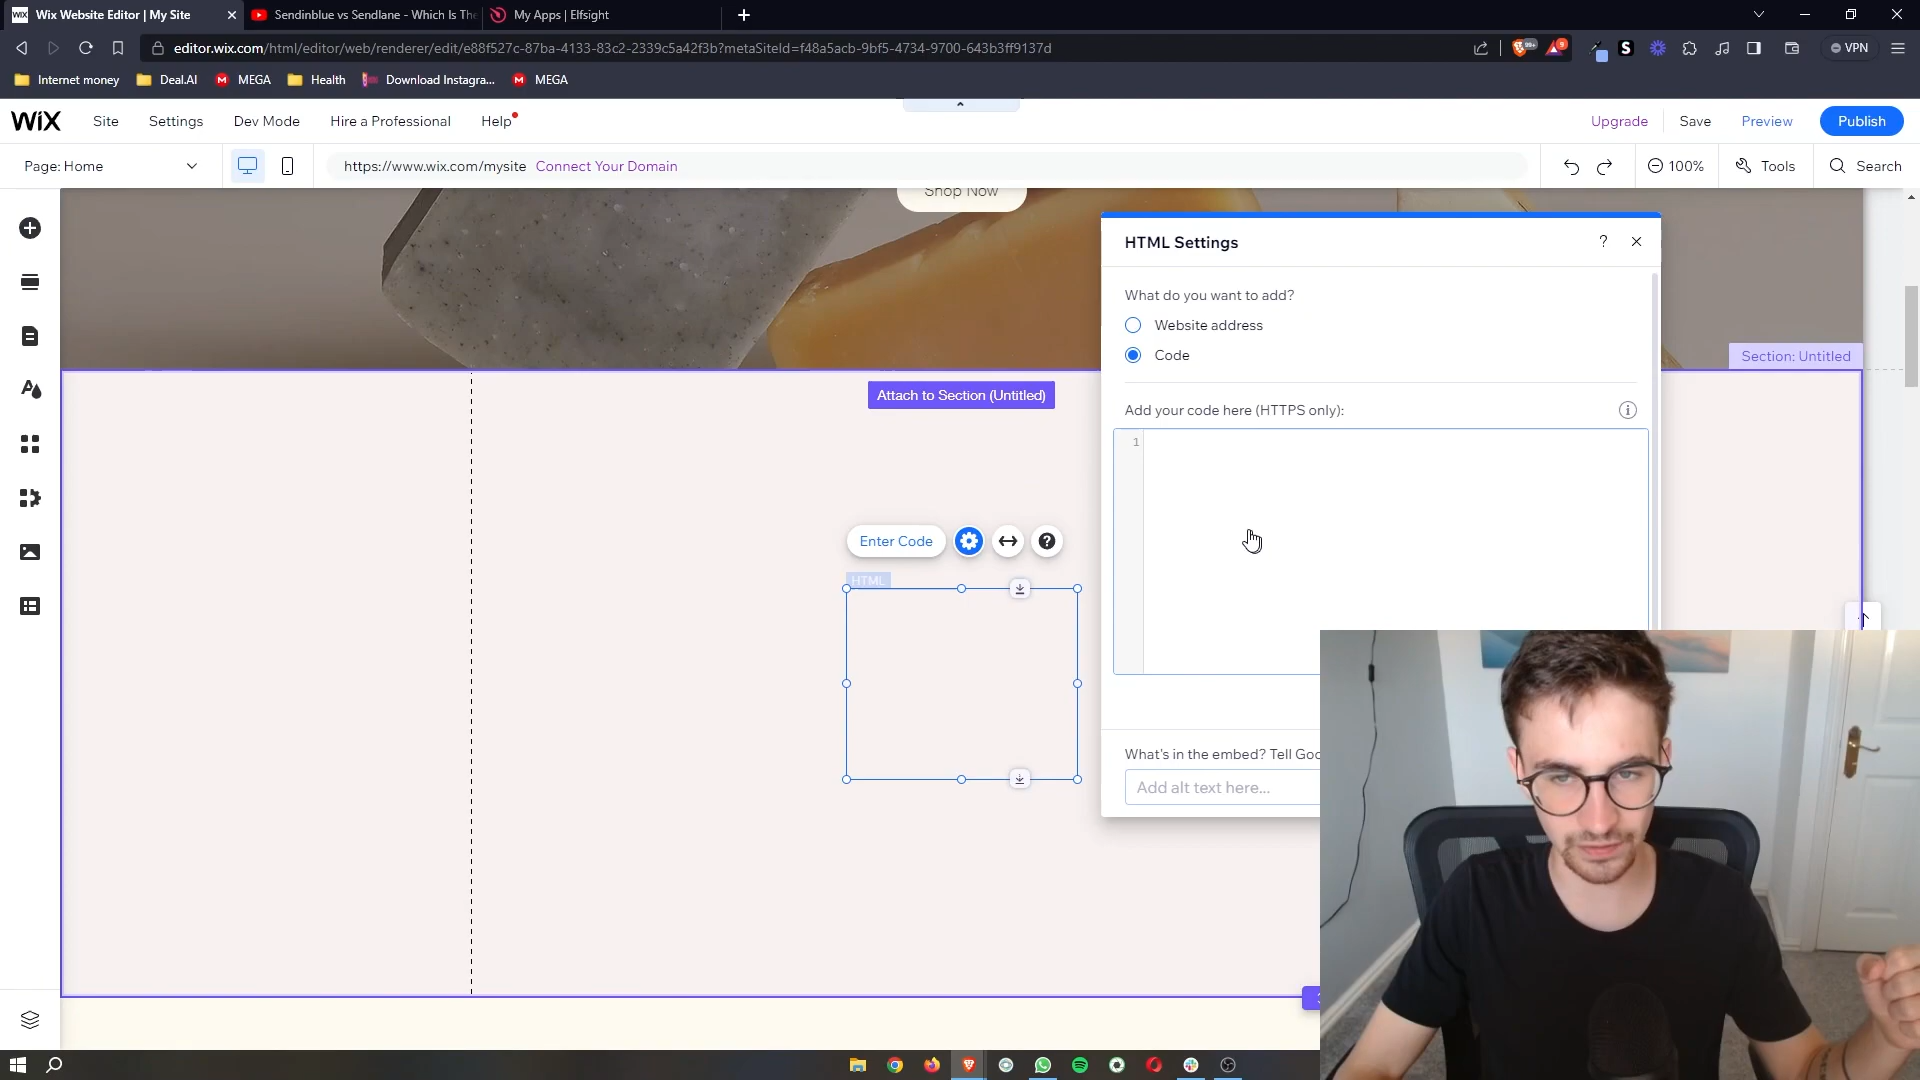 Wix Website Editor | My Site
Sendinblue vs Sendlane - Which Is The
My Apps | Elfsight
editor.wix.com/html/editor/web/renderer/edit/e88f527c-87ba-4133-83c2-2339c5a42f3b?metaSiteId=f48a5acb-9bf5-4734-9700-643b3ff9137d
VPN
Internet money
Deal.AI
MEGA
Health
Download Instagra...
MEGA
WiX
Site
Settings
Dev Mode
Hire a Professional
Help
Upgrade
Save
Preview
Publish
Page: Home
https://www.wix.com/mysite
Connect Your Domain
100%
Tools
Search
Shop Now
HTML Settings
?
What do you want to add?
Website address
Code
Section: Untitled
Attach to Section (Untitled)
Add your code here (HTTPS only):
1
Enter Code
HTML
What's in the embed? Tell Goo
Add alt text here...